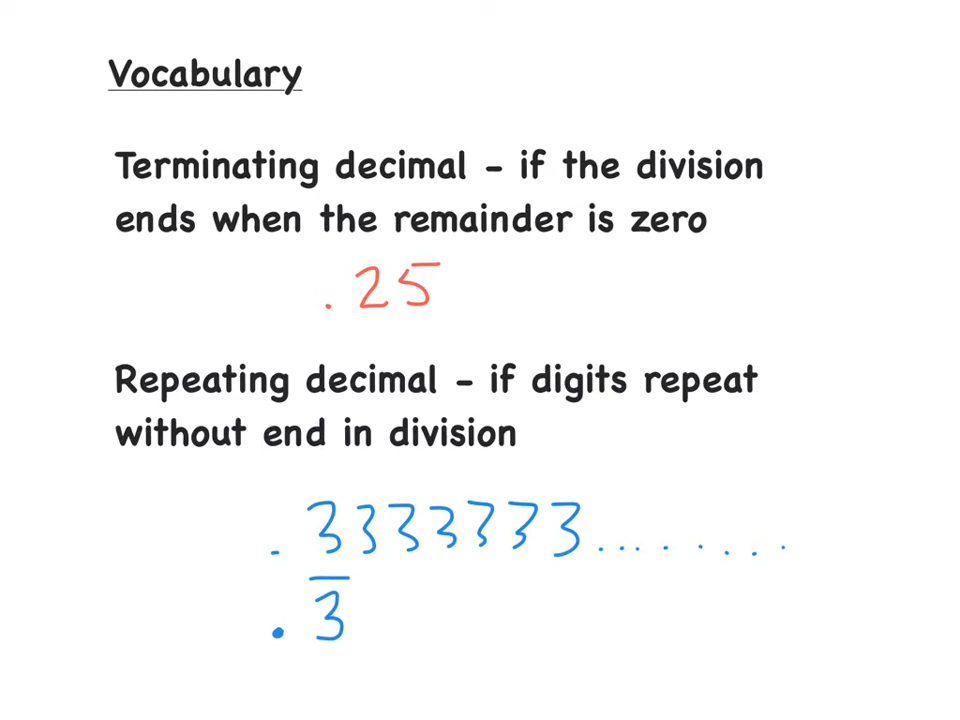 Vocabulary
Terminating decimal - if the division
ends when the remainder is zero
.25
Repeating decimal - if digits repeat
without end in division
.3333333..........
.3̅